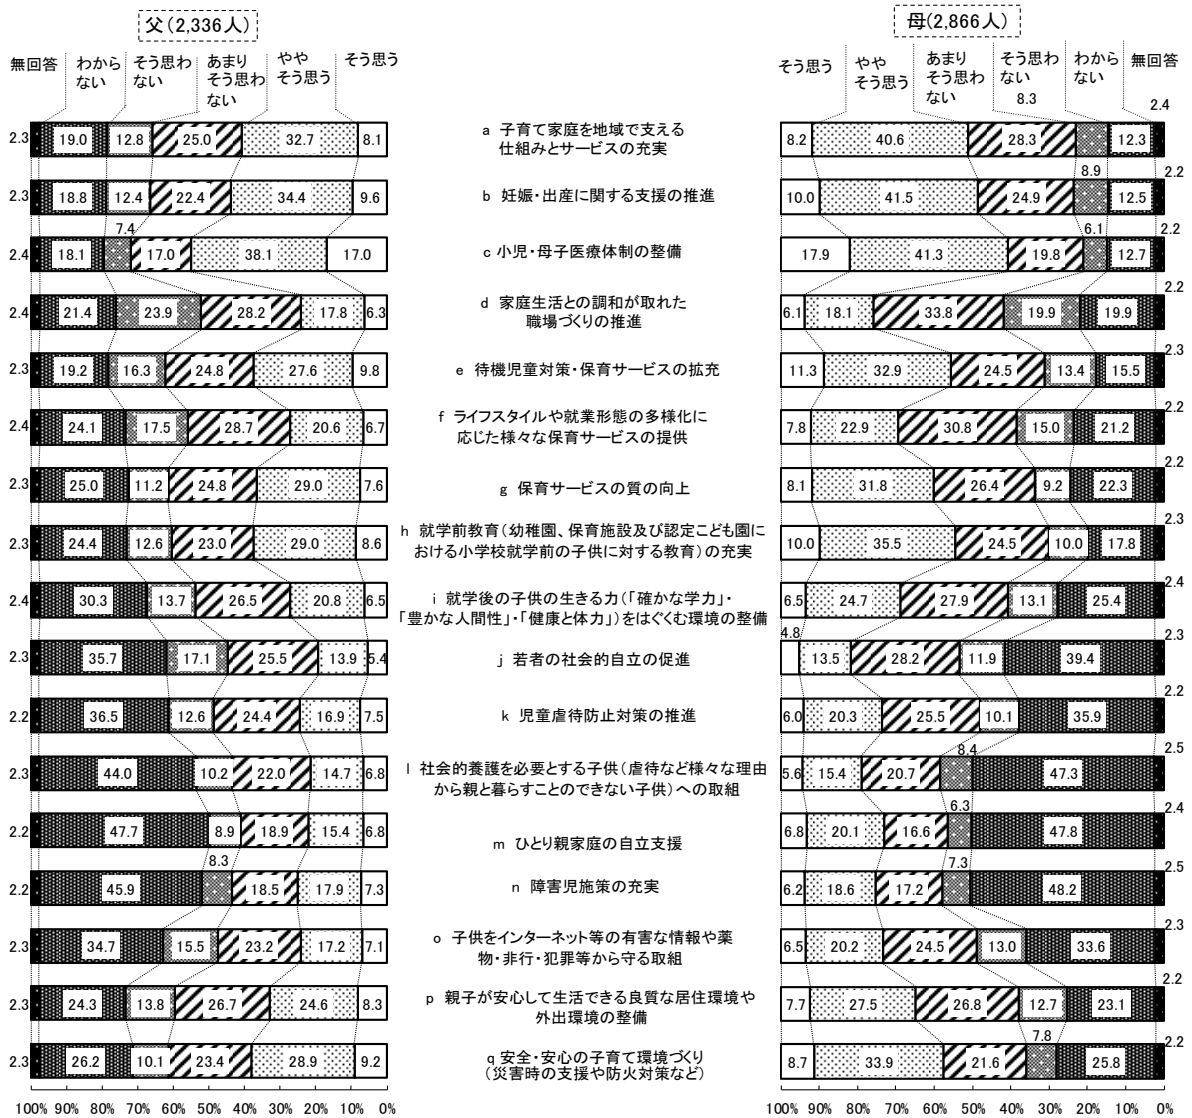 父(2,336人)
母(2,866人)
無回答 わから そう思わ あまり やや そう思う
ない ない そう思わ そう思う
ない
そう思う やや あまり そう思わ わから 無回答
そう思う そう思わ ない ない
ない 8.3 2.4
2.3 19.0 12.8 25.0 32.7 8.1
a 子育て家庭を地域で支える
仕組みとサービスの充実
8.2 40.6 28.3 12.3
2.3 18.8 12.4 22.4 34.4 9.6
b 妊娠・出産に関する支援の推進
10.0 41.5 24.9 8.9 12.5 2.2
2.4 18.1 7.4 17.0 38.1 17.0
c 小児・母子医療体制の整備
17.9 41.3 19.8 6.1 12.7 2.2
2.4 21.4 23.9 28.2 17.8 6.3
d 家庭生活との調和が取れた
職場づくりの推進
6.1 18.1 33.8 19.9 19.9 2.2
2.3 19.2 16.3 24.8 27.6 9.8
e 待機児童対策・保育サービスの拡充
11.3 32.9 24.5 13.4 15.5 2.3
2.4 24.1 17.5 28.7 20.6 6.7
f ライフスタイルや就業形態の多様化に
応じた様々な保育サービスの提供
7.8 22.9 30.8 15.0 21.2 2.2
2.3 25.0 11.2 24.8 29.0 7.6
g 保育サービスの質の向上
8.1 31.8 26.4 9.2 22.3 2.2
2.3 24.4 12.6 23.0 29.0 8.6
h 就学前教育(幼稚園、保育施設及び認定こども園に
おける小学校就学前の子供に対する教育)の充実
10.0 35.5 24.5 10.0 17.8 2.3
2.4 30.3 13.7 26.5 20.8 6.5
i 就学後の子供の生きる力(「確かな学力」・
「豊かな人間性」・「健康と体力」)をはぐくむ環境の整備
6.5 24.7 27.9 13.1 25.4 2.4
2.3 35.7 17.1 25.5 13.9 5.4
j 若者の社会的自立の促進
4.8 13.5 28.2 11.9 39.4 2.3
2.2 36.5 12.6 24.4 16.9 7.5
k 児童虐待防止対策の推進
6.0 20.3 25.5 10.1 35.9 2.2
2.3 44.0 10.2 22.0 14.7 6.8
l 社会的養護を必要とする子供(虐待など様々な理由
から親と暮らすことのできない子供)への取組
5.6 15.4 20.7 8.4 47.3 2.5
2.2 47.7 8.9 18.9 15.4 6.8
m ひとり親家庭の自立支援
6.8 20.1 16.6 6.3 47.8 2.4
2.2 45.9 8.3 18.5 17.9 7.3
n 障害児施策の充実
6.2 18.6 17.2 7.3 48.2 2.5
2.3 34.7 15.5 23.2 17.2 7.1
o 子供をインターネット等の有害な情報や薬
物・非行・犯罪等から守る取組
6.5 20.2 24.5 13.0 33.6 2.3
2.3 24.3 13.8 26.7 24.6 8.3
p 親子が安心して生活できる良質な居住環境や
外出環境の整備
7.7 27.5 26.8 12.7 23.1 2.2
2.3 26.2 10.1 23.4 28.9 9.2
q 安全・安心の子育て環境づくり
(災害時の支援や防火対策など)
8.7 33.9 21.6 7.8 25.8 2.2
100% 90% 80% 70% 60% 50% 40% 30% 20% 10% 0%
100% 90% 80% 70% 60% 50% 40% 30% 20% 10% 0%